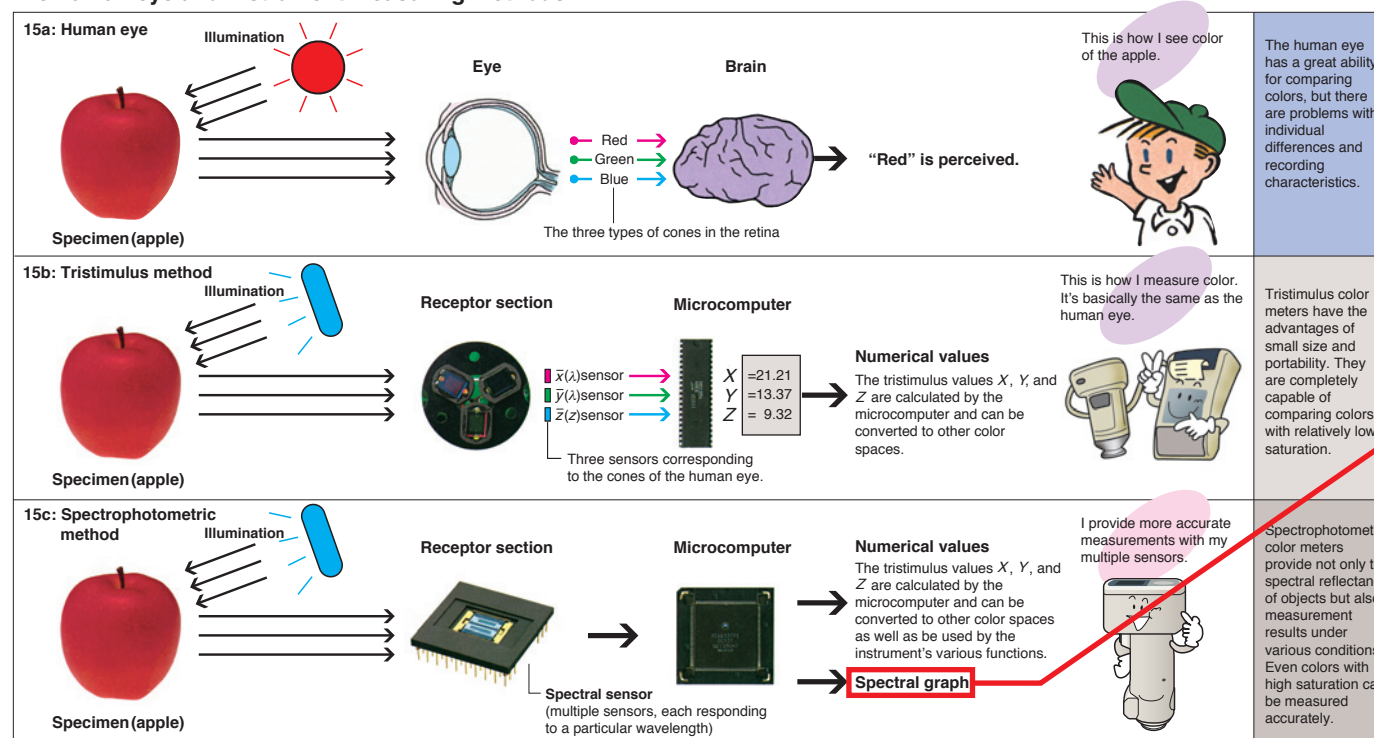 15a: Human eye
Illumination
Eye
Brain
Red
Green
Blue
The three types of cones in the retina
“Red” is perceived.
Specimen (apple)
This is how I see color
of the apple.
The human eye
has a great ability
for comparing
colors, but there
are problems with
individual
differences and
recording
characteristics.
15b: Tristimulus method
Illumination
Receptor section
Microcomputer
x̄(λ)sensor
ȳ(λ)sensor
z̄(z)sensor
X =21.21
Y =13.37
Z = 9.32
Three sensors corresponding
to the cones of the human eye.
Numerical values
The tristimulus values X, Y, and
Z are calculated by the
microcomputer and can be
converted to other color
spaces.
Specimen (apple)
This is how I measure color.
It’s basically the same as the
human eye.
Tristimulus color
meters have the
advantages of
small size and
portability. They
are completely
capable of
comparing colors
with relatively low
saturation.
15c: Spectrophotometric
method
Illumination
Receptor section
Microcomputer
Spectral sensor
(multiple sensors, each responding
to a particular wavelength)
Numerical values
The tristimulus values X, Y, and
Z are calculated by the
microcomputer and can be
converted to other color spaces
as well as be used by the
instrument’s various functions.
Spectral graph
Specimen (apple)
I provide more accurate
measurements with my
multiple sensors.
Spectrophotomet
color meters
provide not only t
spectral reflectan
of objects but also
measurement
results under
various conditions
Even colors with
high saturation ca
be measured
accurately.